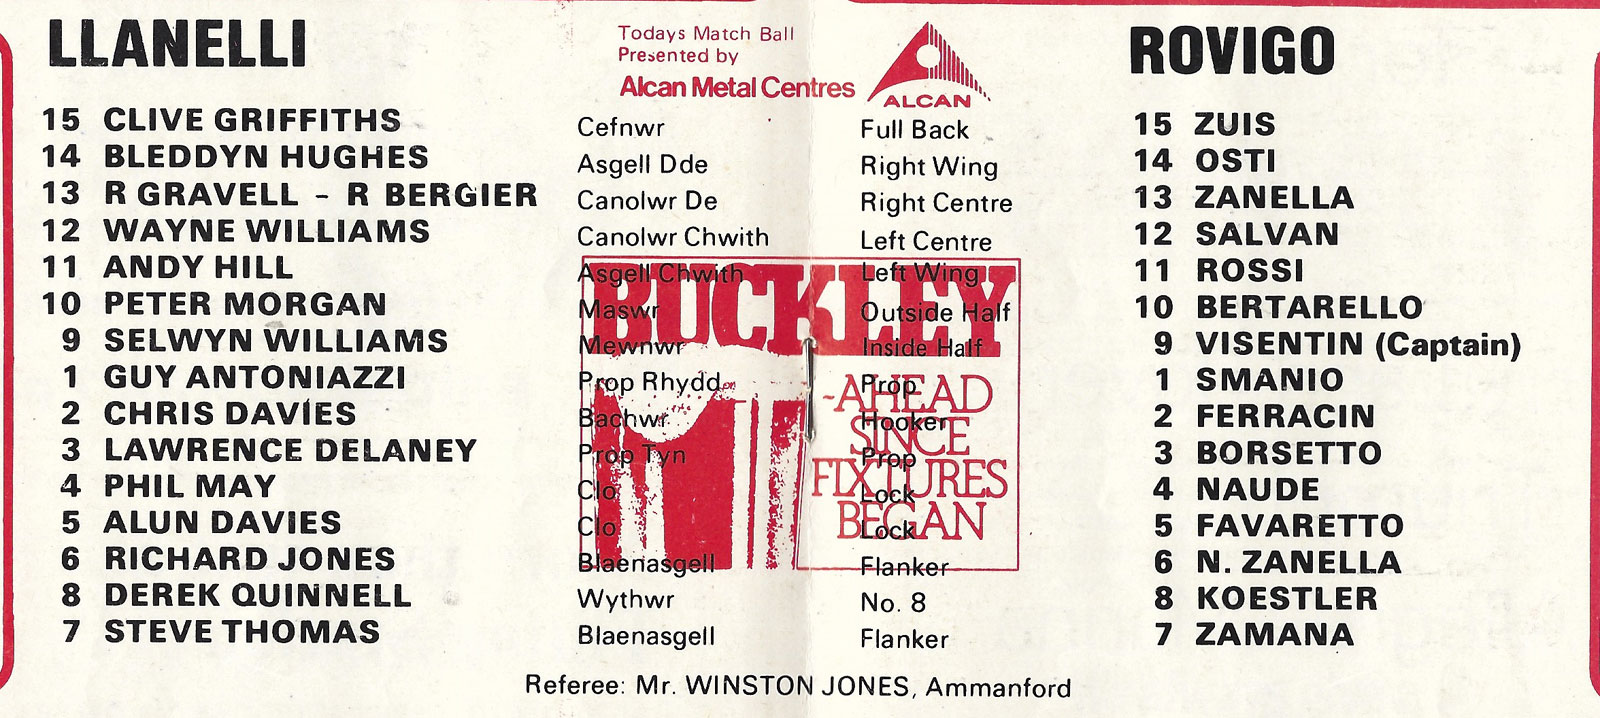 LLANELLI
Todays Match Ball
Presented by
Alcan Metal Centres
ALCAN
ROVIGO
15 CLIVE GRIFFITHS Cefnwr Full Back 15 ZUIS
14 BLEDDYN HUGHES Asgell Dde Right Wing 14 OSTI
13 R GRAVELL - R BERGIER Canolwr De Right Centre 13 ZANELLA
12 WAYNE WILLIAMS Canolwr Chwith Left Centre 12 SALVAN
11 ANDY HILL Asgell Chwith Left Wing 11 ROSSI
10 PETER MORGAN Maswr Outside Half 10 BERTARELLO
9 SELWYN WILLIAMS Mewnwr Inside Half 9 VISENTIN (Captain)
1 GUY ANTONIAZZI Prop Rhydd Prop 1 SMANIO
2 CHRIS DAVIES Bachwr Hooker 2 FERRACIN
3 LAWRENCE DELANEY Prop Tyn Prop 3 BORSETTO
4 PHIL MAY Clo Lock 4 NAUDE
5 ALUN DAVIES Clo Lock 5 FAVARETTO
6 RICHARD JONES Blaenasgell Flanker 6 N. ZANELLA
8 DEREK QUINNELL Wythwr No. 8 8 KOESTLER
7 STEVE THOMAS Blaenasgell Flanker 7 ZAMANA
BUCKLEY
-AHEAD
SINCE
FIXTURES
BEGAN
Referee: Mr. WINSTON JONES, Ammanford